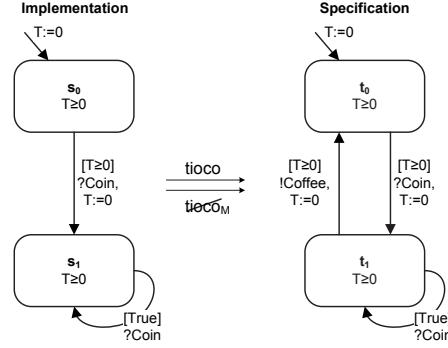 Implementation
T:=0
s0
T≥0
[T≥0]
?Coin,
T:=0
s1
T≥0
[True]
?Coin
tioco
tiocoM
Specification
T:=0
t0
T≥0
[T≥0]
!Coffee,
T:=0
[T≥0]
?Coin,
T:=0
t1
T≥0
[True]
?Coin